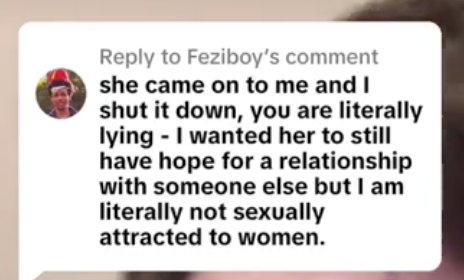 Reply to Feziboy's comment
she came on to me and I
shut it down, you are literally
lying - I wanted her to still
have hope for a relationship
with someone else but I am
literally not sexually
attracted to women.